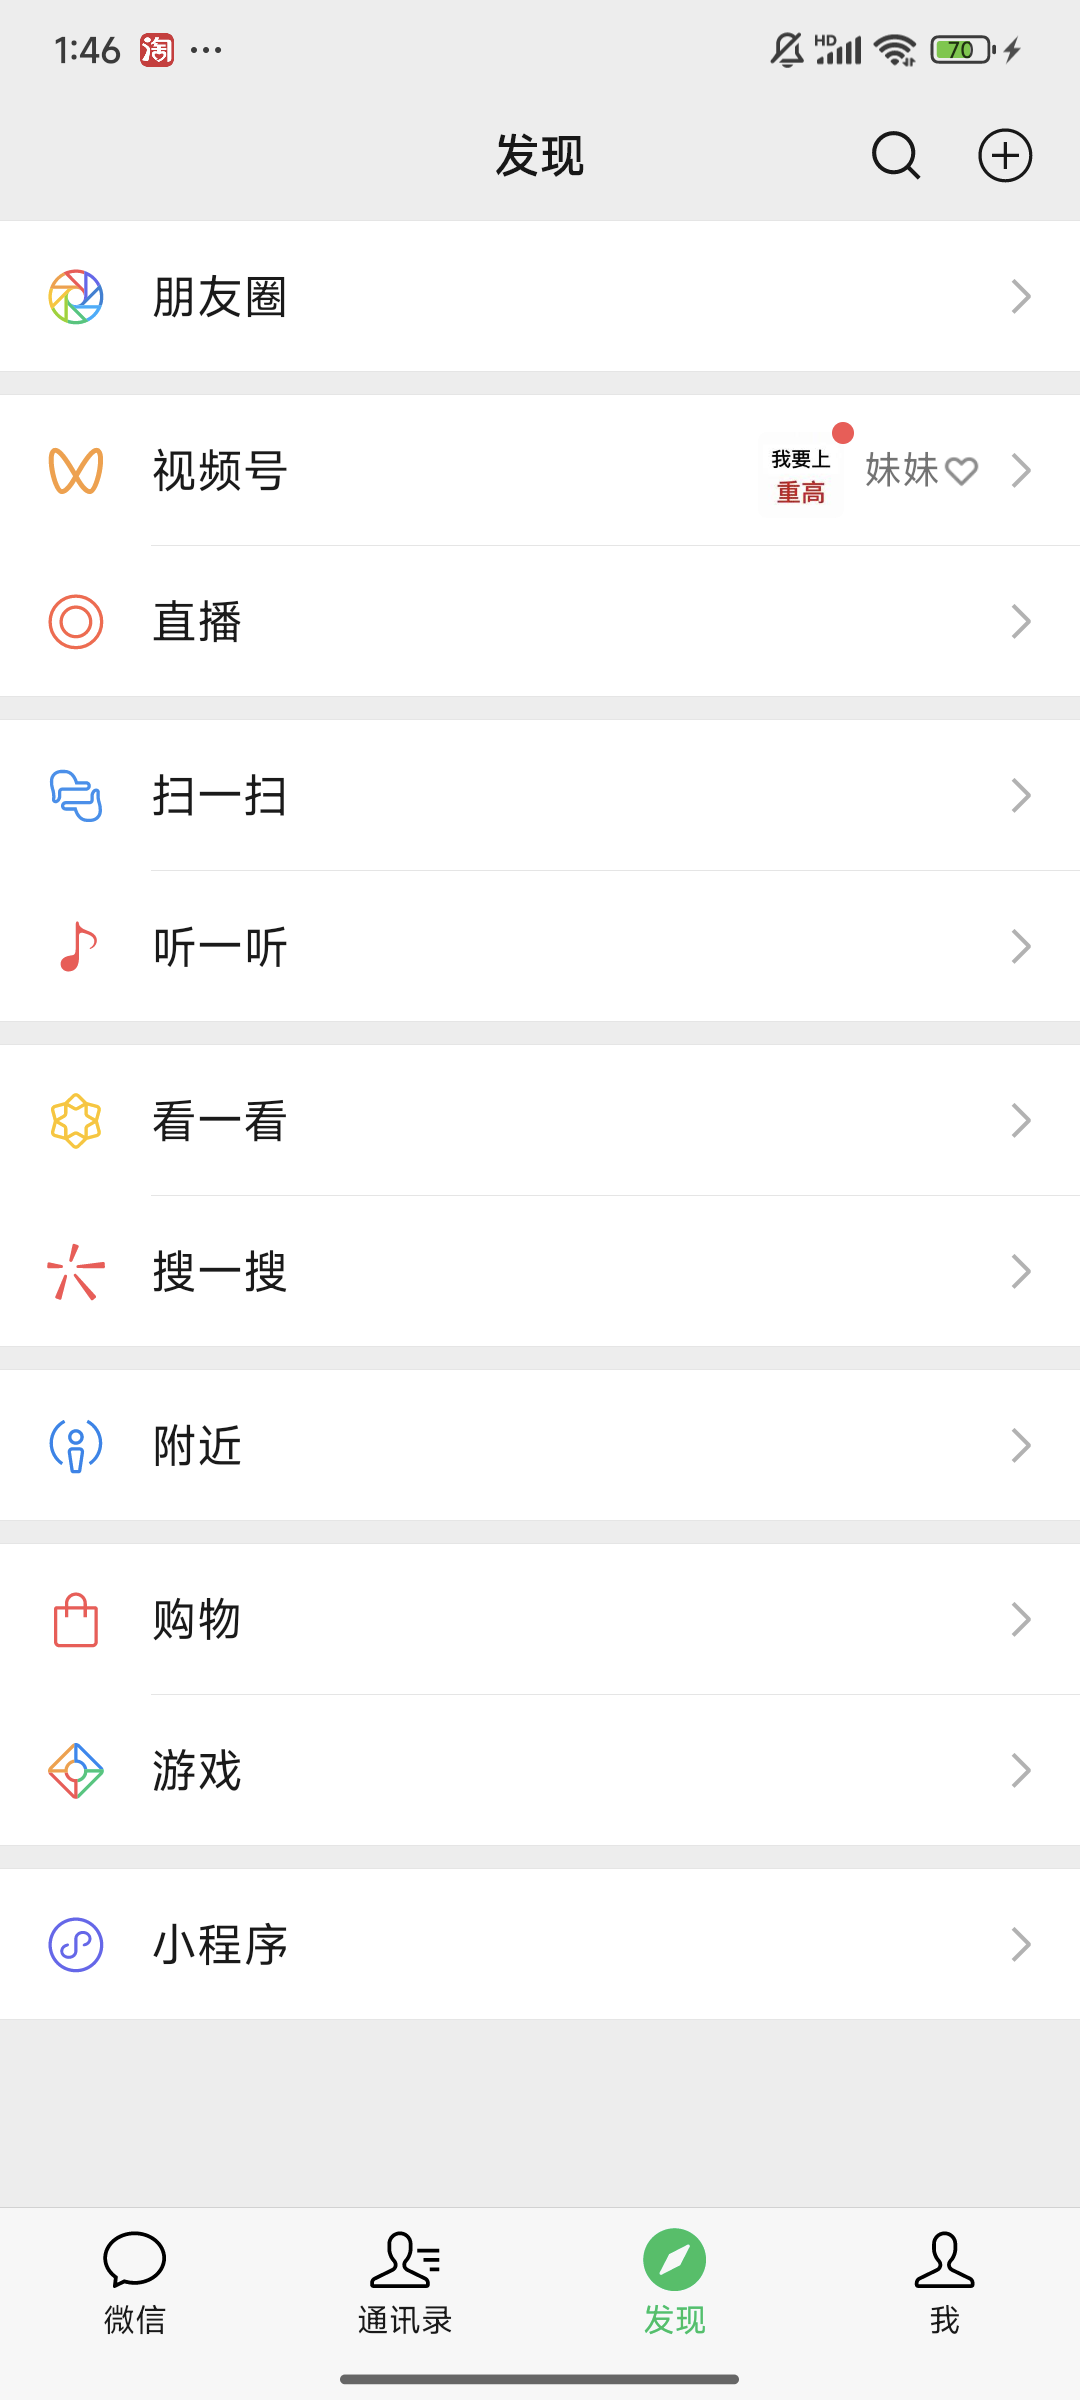 1:46 淘 ... HD 70
发现
朋友圈
视频号 我要上 妹妹♡
重高
直播
扫一扫
听一听
看一看
搜一搜
附近
购物
游戏
小程序
微信 通讯录 发现 我